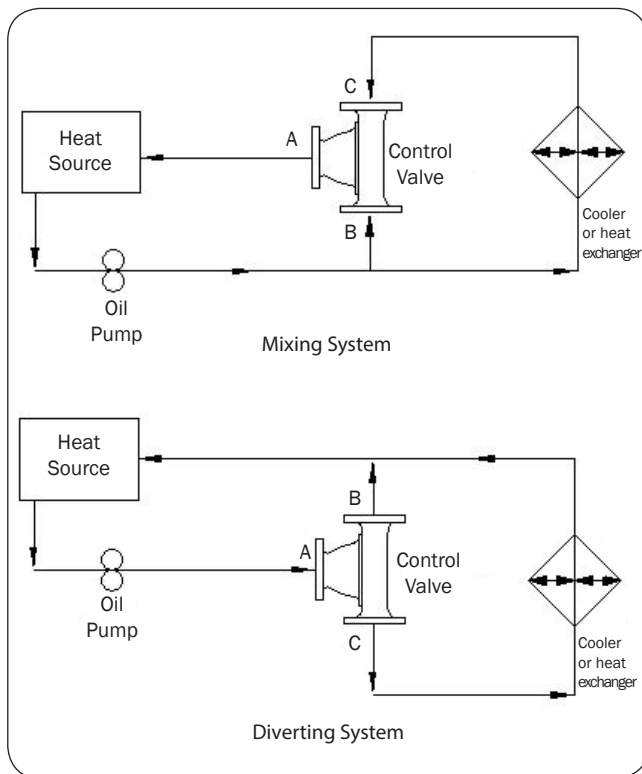 C
Heat
Source
A
Control
Valve
B
Cooler
or heat
exchanger
Oil
Pump
Mixing System
Heat
Source
B
A
Control
Valve
Oil
Pump
C
Cooler
or heat
exchanger
Diverting System